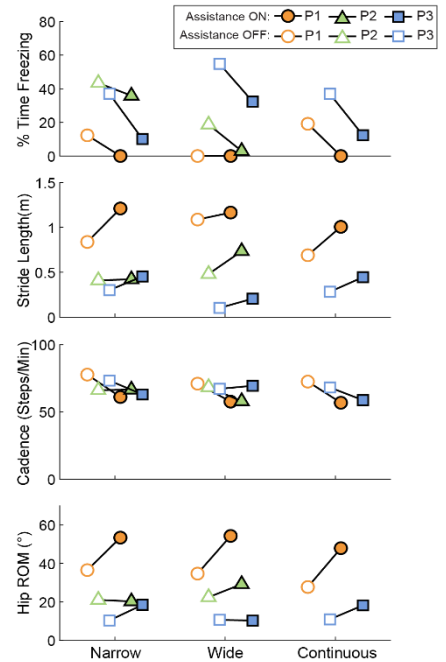 Assistance ON: P1 P2 P3
Assistance OFF: P1 P2 P3
% Time Freezing
80
60
40
20
0
Stride Length(m)
1.5
1
0.5
0
Cadence (Steps/Min)
100
50
0
Hip ROM (°)
60
40
20
0
Narrow Wide Continuous